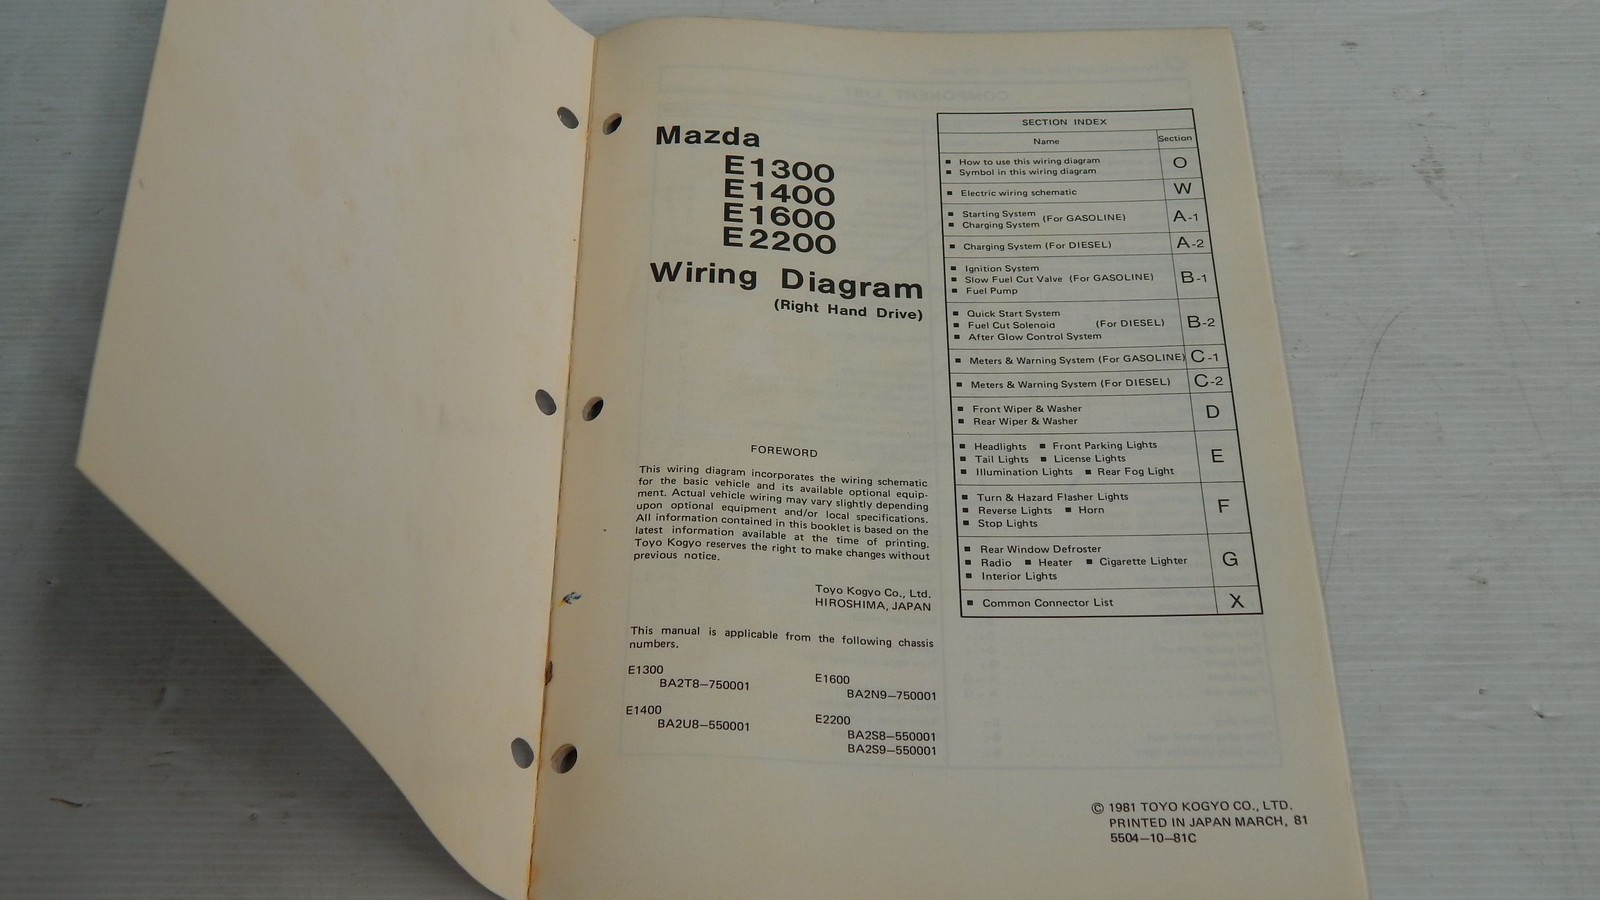 Mazda
E1300
E1400
E1600
E2200
Wiring Diagram
(Right Hand Drive)
FOREWORD
This wiring diagram incorporates the wiring schematic
for the basic vehicle and its available optional equip-
ment. Actual vehicle wiring may vary slightly depending
upon optional equipment and/or local specifications.
All information contained in this booklet is based on the
latest information available at the time of printing.
Toyo Kogyo reserves the right to make changes without
previous notice.
Toyo Kogyo Co., Ltd.
HIROSHIMA, JAPAN
This manual is applicable from the following chassis
numbers.
E1300
BA2T8–750001
E1400
BA2U8–550001
E1600
BA2N9–750001
E2200
BA2S8–550001
BA2S9–550001
SECTION INDEX
Name Section
■ How to use this wiring diagram O
■ Symbol in this wiring diagram
■ Electric wiring schematic W
■ Starting System (For GASOLINE) A-1
■ Charging System
■ Charging System (For DIESEL) A-2
■ Ignition System
■ Slow Fuel Cut Valve (For GASOLINE) B-1
■ Fuel Pump
■ Quick Start System
■ Fuel Cut Solenoid (For DIESEL) B-2
■ After Glow Control System
■ Meters & Warning System (For GASOLINE) C-1
■ Meters & Warning System (For DIESEL) C-2
■ Front Wiper & Washer D
■ Rear Wiper & Washer
■ Headlights ■ Front Parking Lights
■ Tail Lights ■ License Lights E
■ Illumination Lights ■ Rear Fog Light
■ Turn & Hazard Flasher Lights
■ Reverse Lights ■ Horn F
■ Stop Lights
■ Rear Window Defroster
■ Radio ■ Heater ■ Cigarette Lighter G
■ Interior Lights
■ Common Connector List X
© 1981 TOYO KOGYO CO., LTD.
PRINTED IN JAPAN MARCH, 81
5504–10–81C